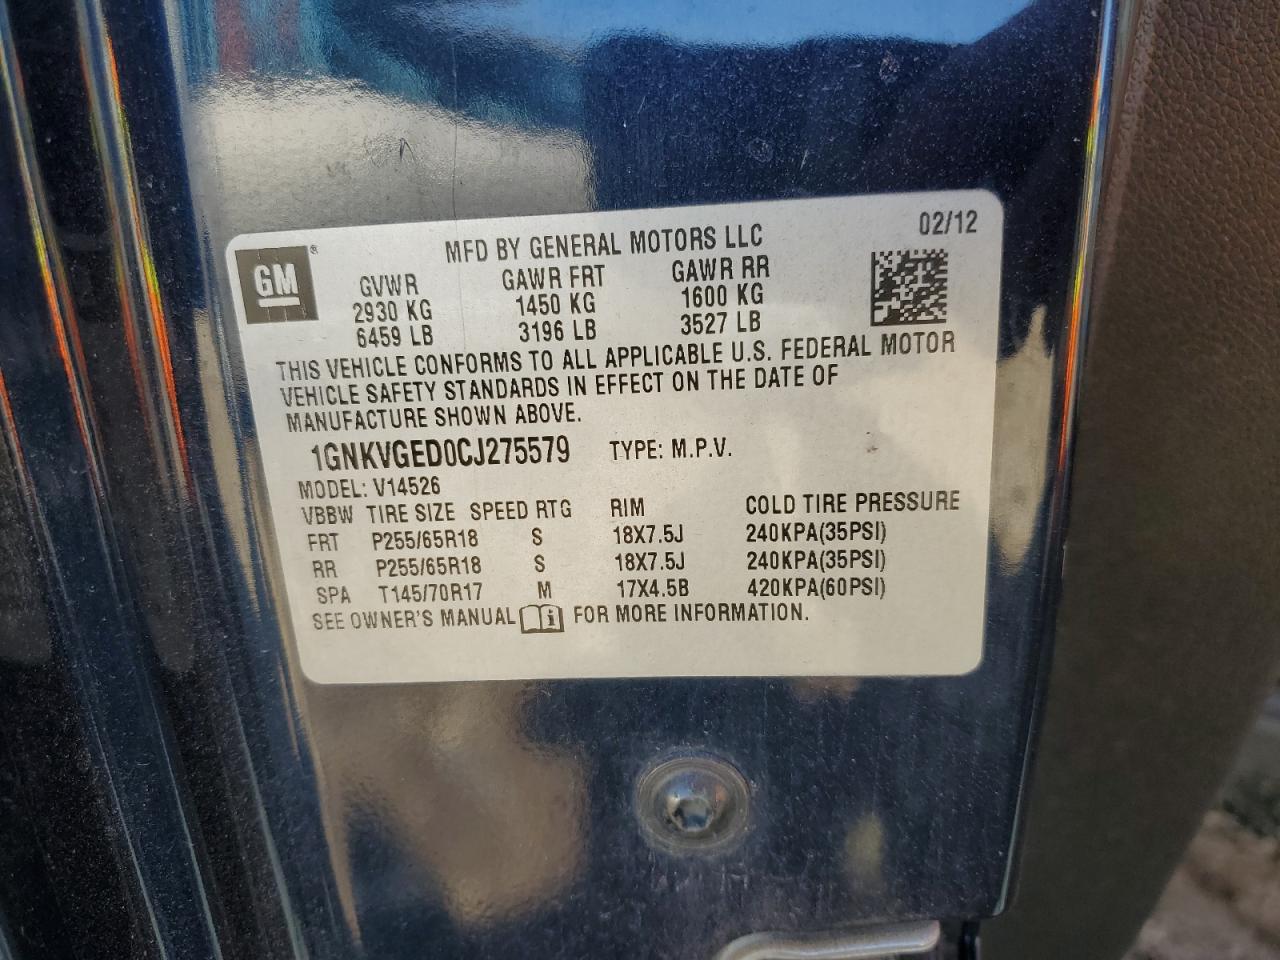 02/12
MFD BY GENERAL MOTORS LLC
GM®
GVWR GAWR FRT GAWR RR
2930 KG 1450 KG 1600 KG
6459 LB 3196 LB 3527 LB
THIS VEHICLE CONFORMS TO ALL APPLICABLE U.S. FEDERAL MOTOR
VEHICLE SAFETY STANDARDS IN EFFECT ON THE DATE OF
MANUFACTURE SHOWN ABOVE.
1GNKVGED0CJ275579 TYPE: M.P.V.
MODEL: V14526
VBBW TIRE SIZE SPEED RTG RIM COLD TIRE PRESSURE
FRT P255/65R18 S 18X7.5J 240KPA(35PSI)
RR P255/65R18 S 18X7.5J 240KPA(35PSI)
SPA T145/70R17 M 17X4.5B 420KPA(60PSI)
SEE OWNER'S MANUAL i FOR MORE INFORMATION.